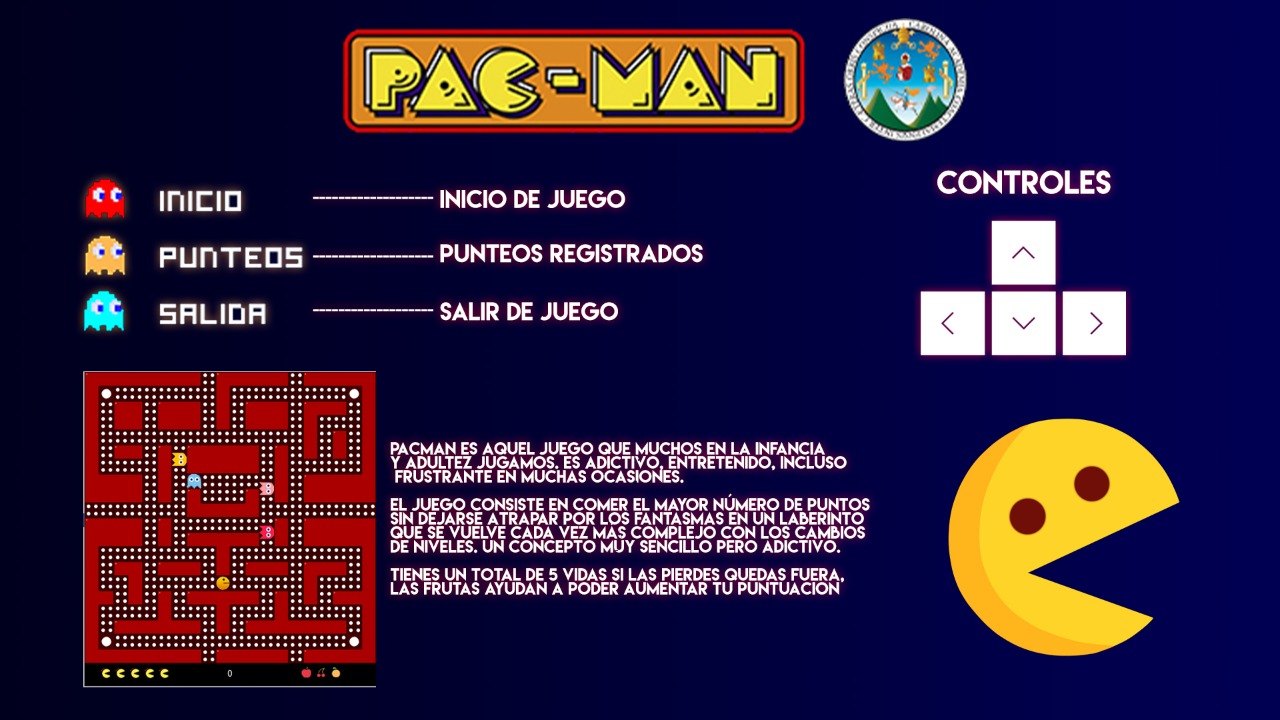 PAC-MAN
INICIO ------------------- INICIO DE JUEGO
PUNTEOS ------------------- PUNTEOS REGISTRADOS
SALIDA ------------------- SALIR DE JUEGO
CONTROLES
PACMAN ES AQUEL JUEGO QUE MUCHOS EN LA INFANCIA
Y ADULTEZ JUGAMOS. ES ADICTIVO, ENTRETENIDO, INCLUSO
FRUSTRANTE EN MUCHAS OCASIONES.
EL JUEGO CONSISTE EN COMER EL MAYOR NÚMERO DE PUNTOS
SIN DEJARSE ATRAPAR POR LOS FANTASMAS EN UN LABERINTO
QUE SE VUELVE CADA VEZ MAS COMPLEJO CON LOS CAMBIOS
DE NIVELES. UN CONCEPTO MUY SENCILLO PERO ADICTIVO.
TIENES UN TOTAL DE 5 VIDAS SI LAS PIERDES QUEDAS FUERA,
LAS FRUTAS AYUDAN A PODER AUMENTAR TU PUNTUACION
0